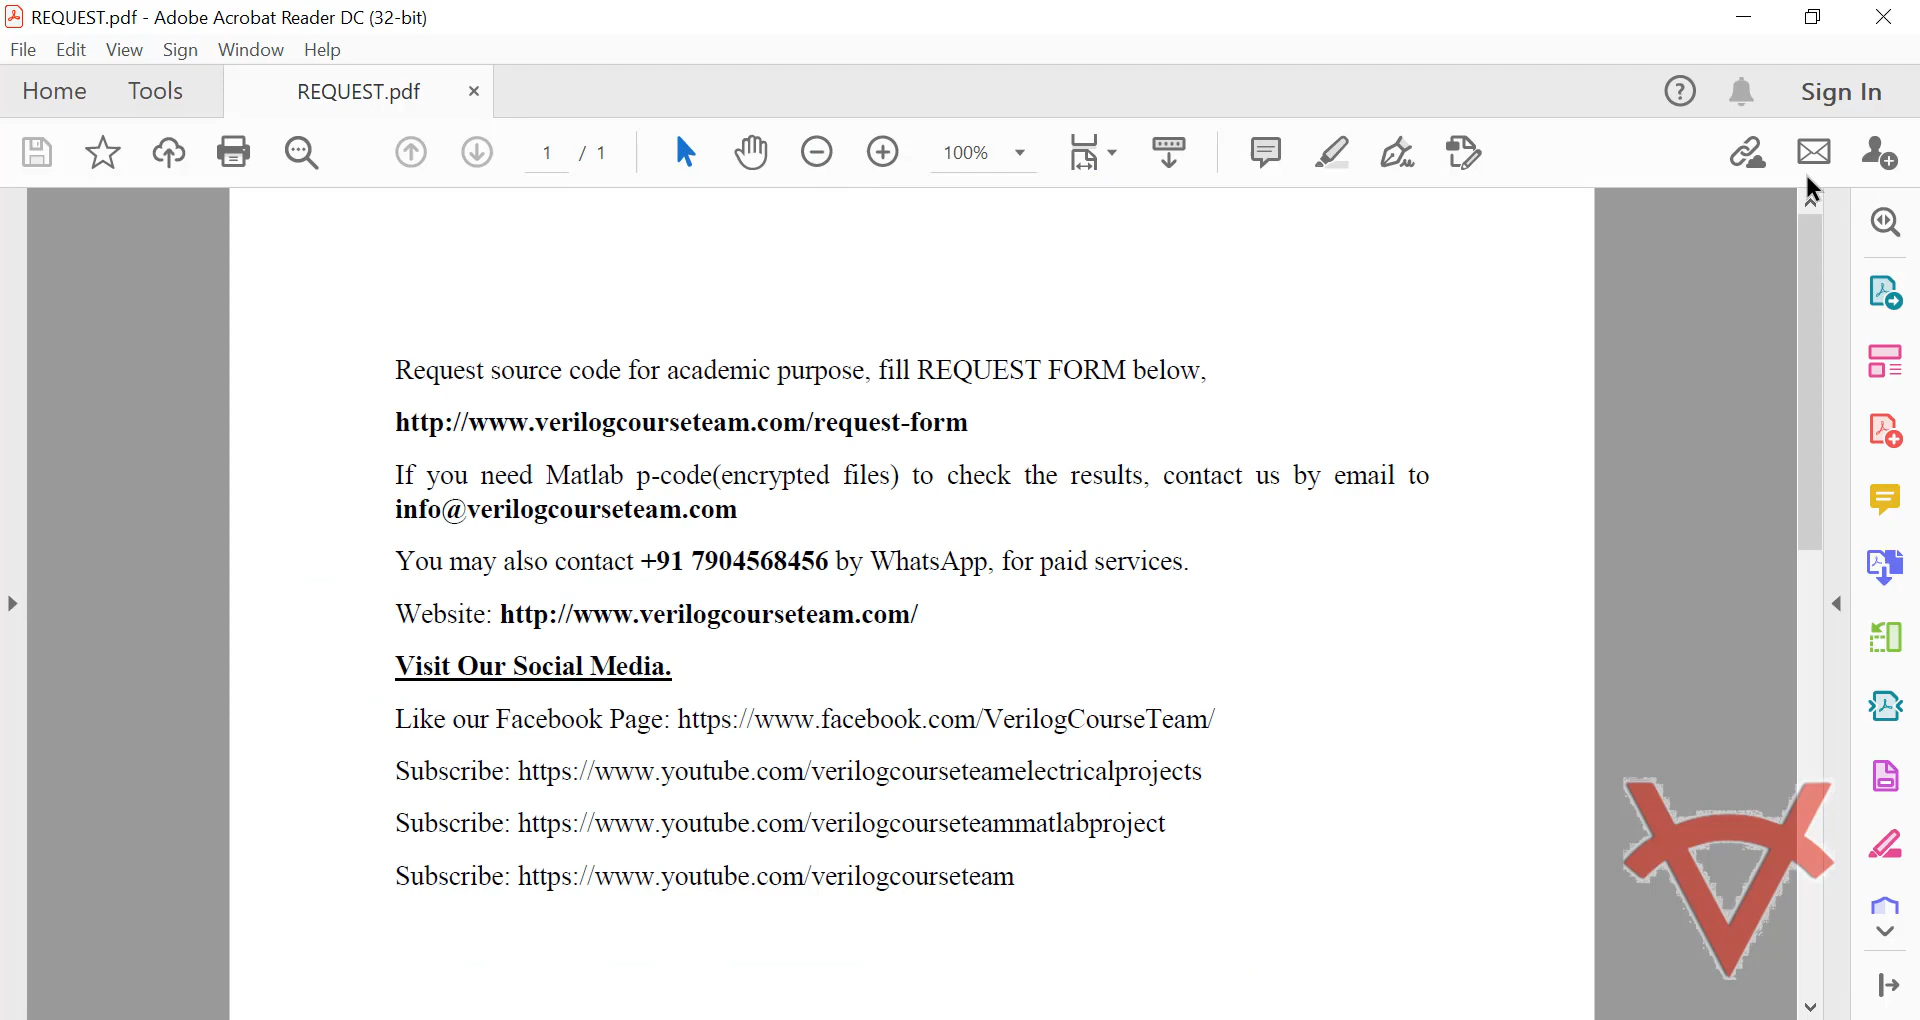 REQUEST.pdf - Adobe Acrobat Reader DC (32-bit)
File Edit View Sign Window Help
Home Tools REQUEST.pdf × ? Sign In
1 / 1 100%
Request source code for academic purpose, fill REQUEST FORM below,
http://www.verilogcourseteam.com/request-form
If you need Matlab p-code(encrypted files) to check the results, contact us by email to
info@verilogcourseteam.com
You may also contact +91 7904568456 by WhatsApp, for paid services.
Website: http://www.verilogcourseteam.com/
Visit Our Social Media.
Like our Facebook Page: https://www.facebook.com/VerilogCourseTeam/
Subscribe: https://www.youtube.com/verilogcourseteamelectricalprojects
Subscribe: https://www.youtube.com/verilogcourseteammatlabproject
Subscribe: https://www.youtube.com/verilogcourseteam